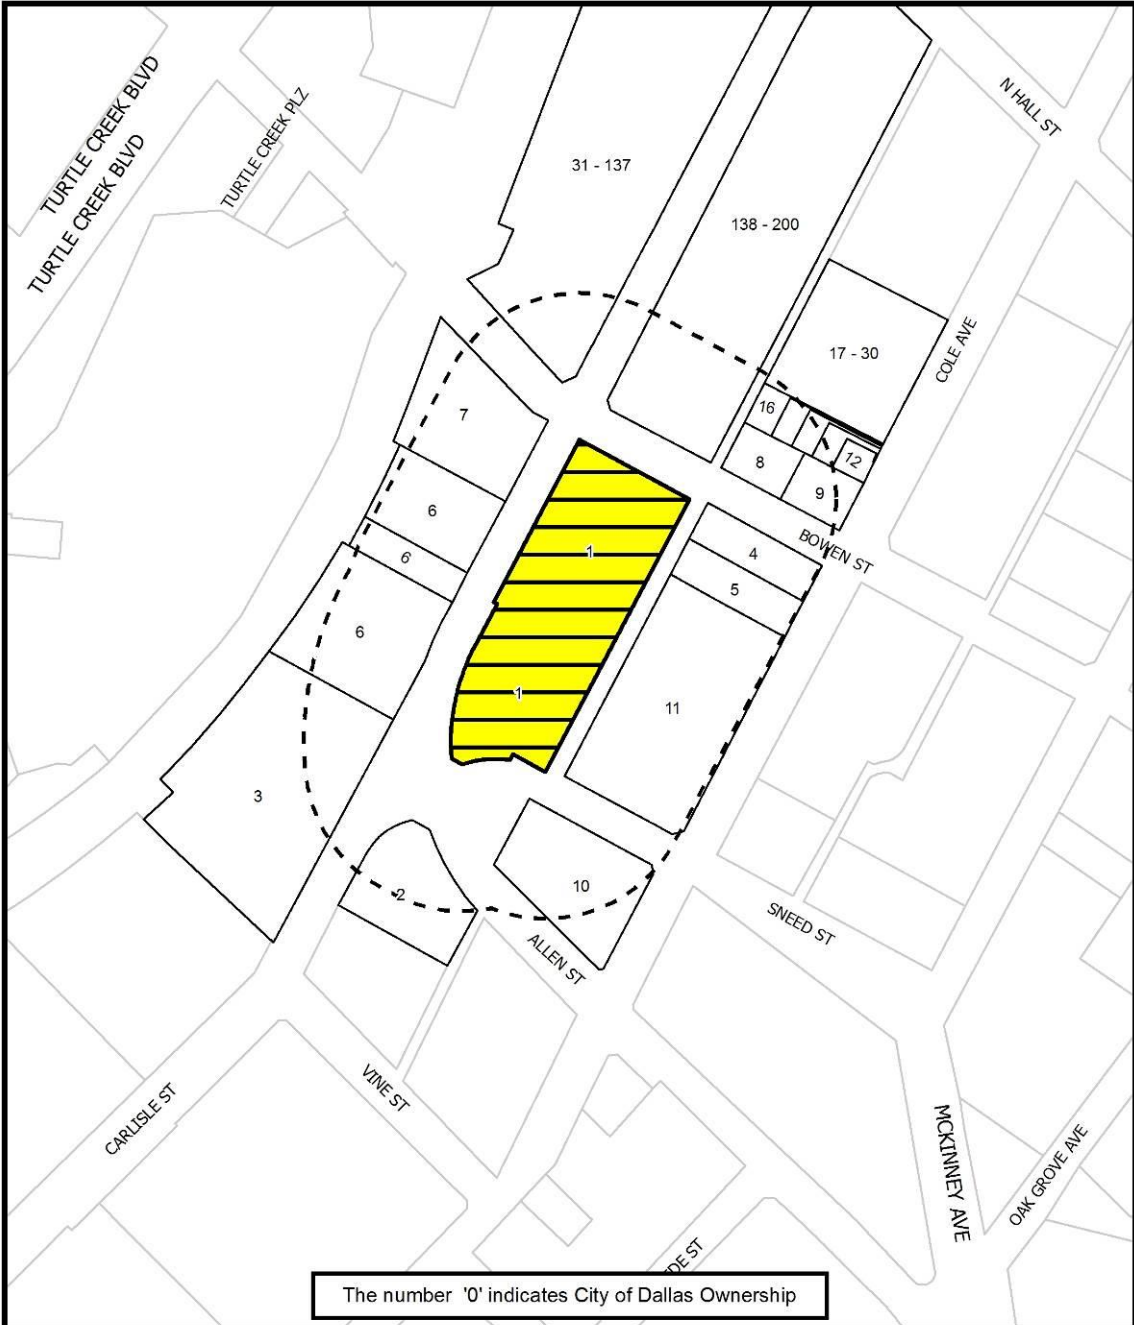 TURTLE CREEK BLVD
TURTLE CREEK BLVD
TURTLE CREEK PLZ
N HALL ST
31 - 137
138 - 200
17 - 30
COLE AVE
16
7
8
12
9
6
1
BOWEN ST
4
6
5
6
1
11
3
2
10
SNEED ST
ALLEN ST
VINE ST
CARLISLE ST
MCKINNEY AVE
OAK GROVE AVE
DE ST
The number '0' indicates City of Dallas Ownership